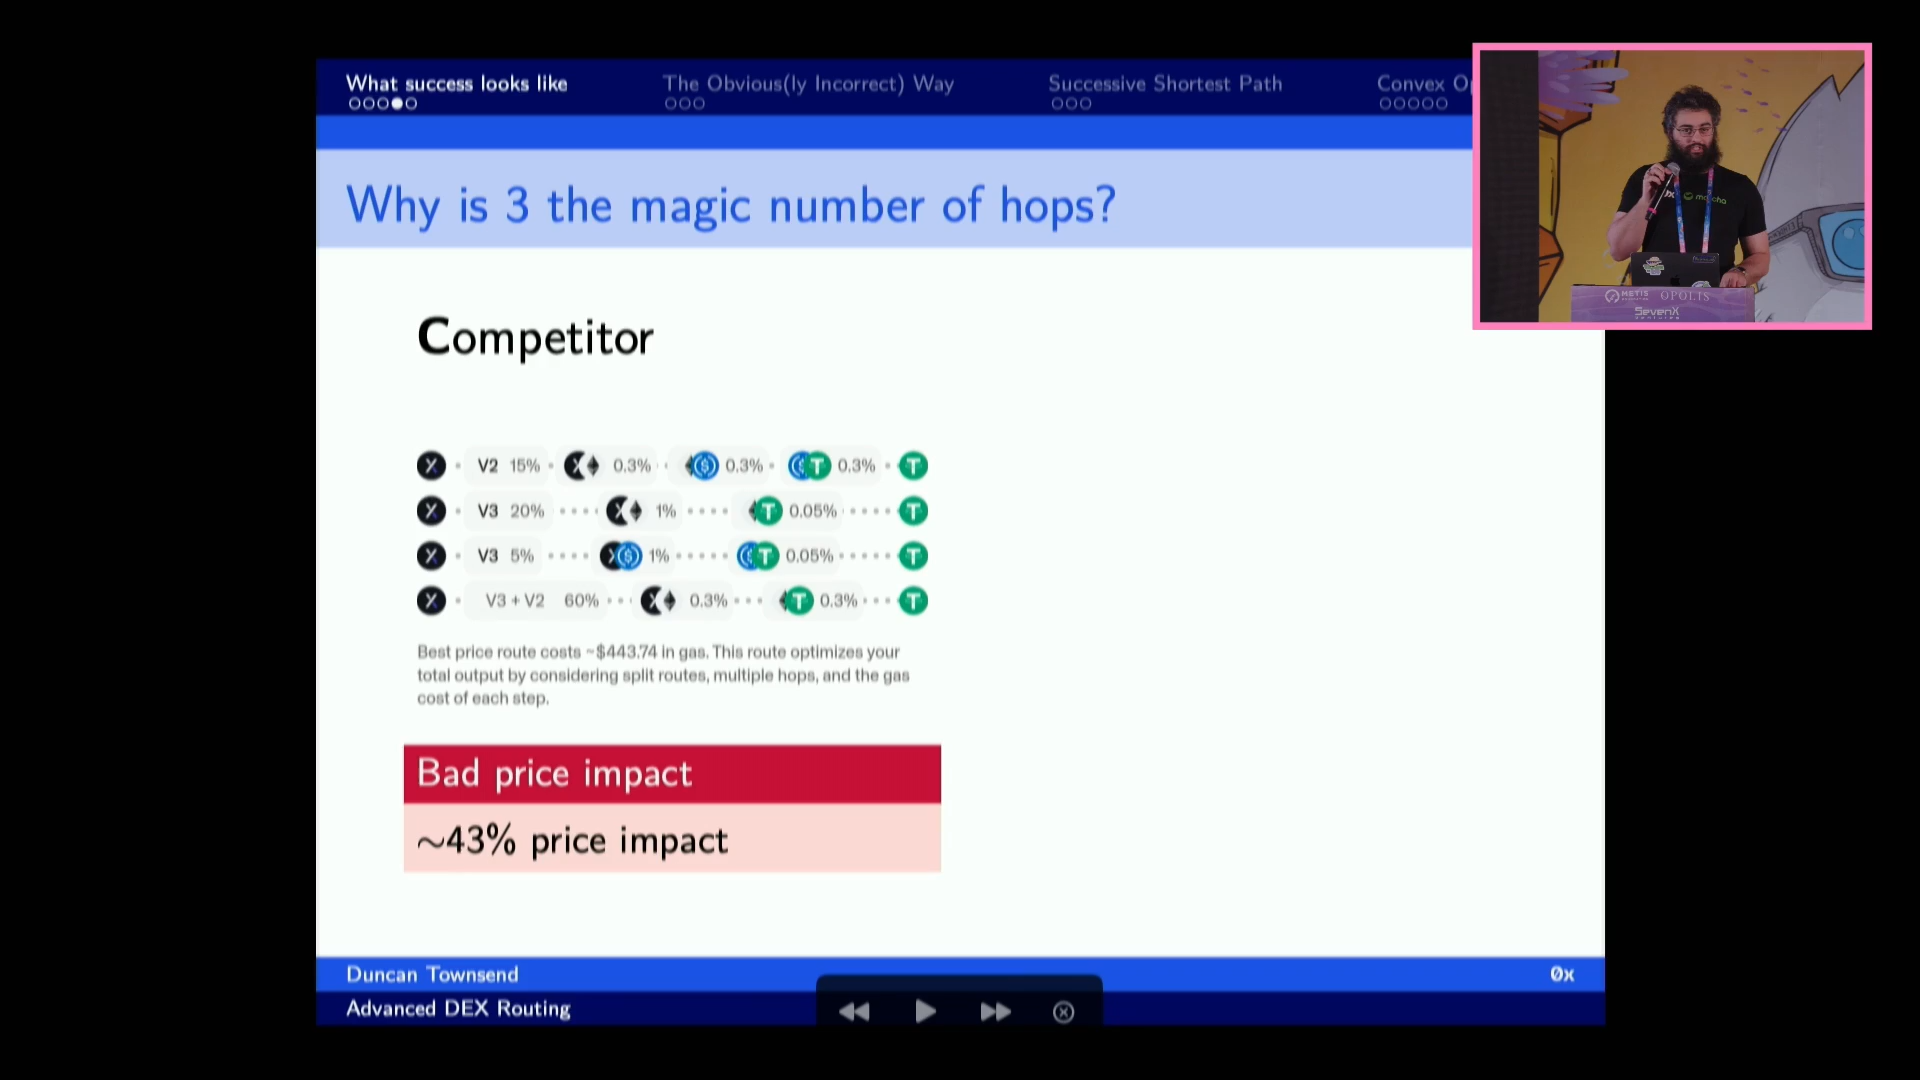 What success looks like
The Obvious(ly Incorrect) Way
Successive Shortest Path
Convex
Why is 3 the magic number of hops?
Competitor
V2 15% 0.3% 0.3% 0.3%
V3 20% 1% 0.05%
V3 5% 1% 0.05%
V3 + V2 60% 0.3% 0.3%
Best price route costs ~$443.74 in gas. This route optimizes your
total output by considering split routes, multiple hops, and the gas
cost of each step.
Bad price impact
~43% price impact
Duncan Townsend
0x
Advanced DEX Routing
METIS OPOLIS
SevenX